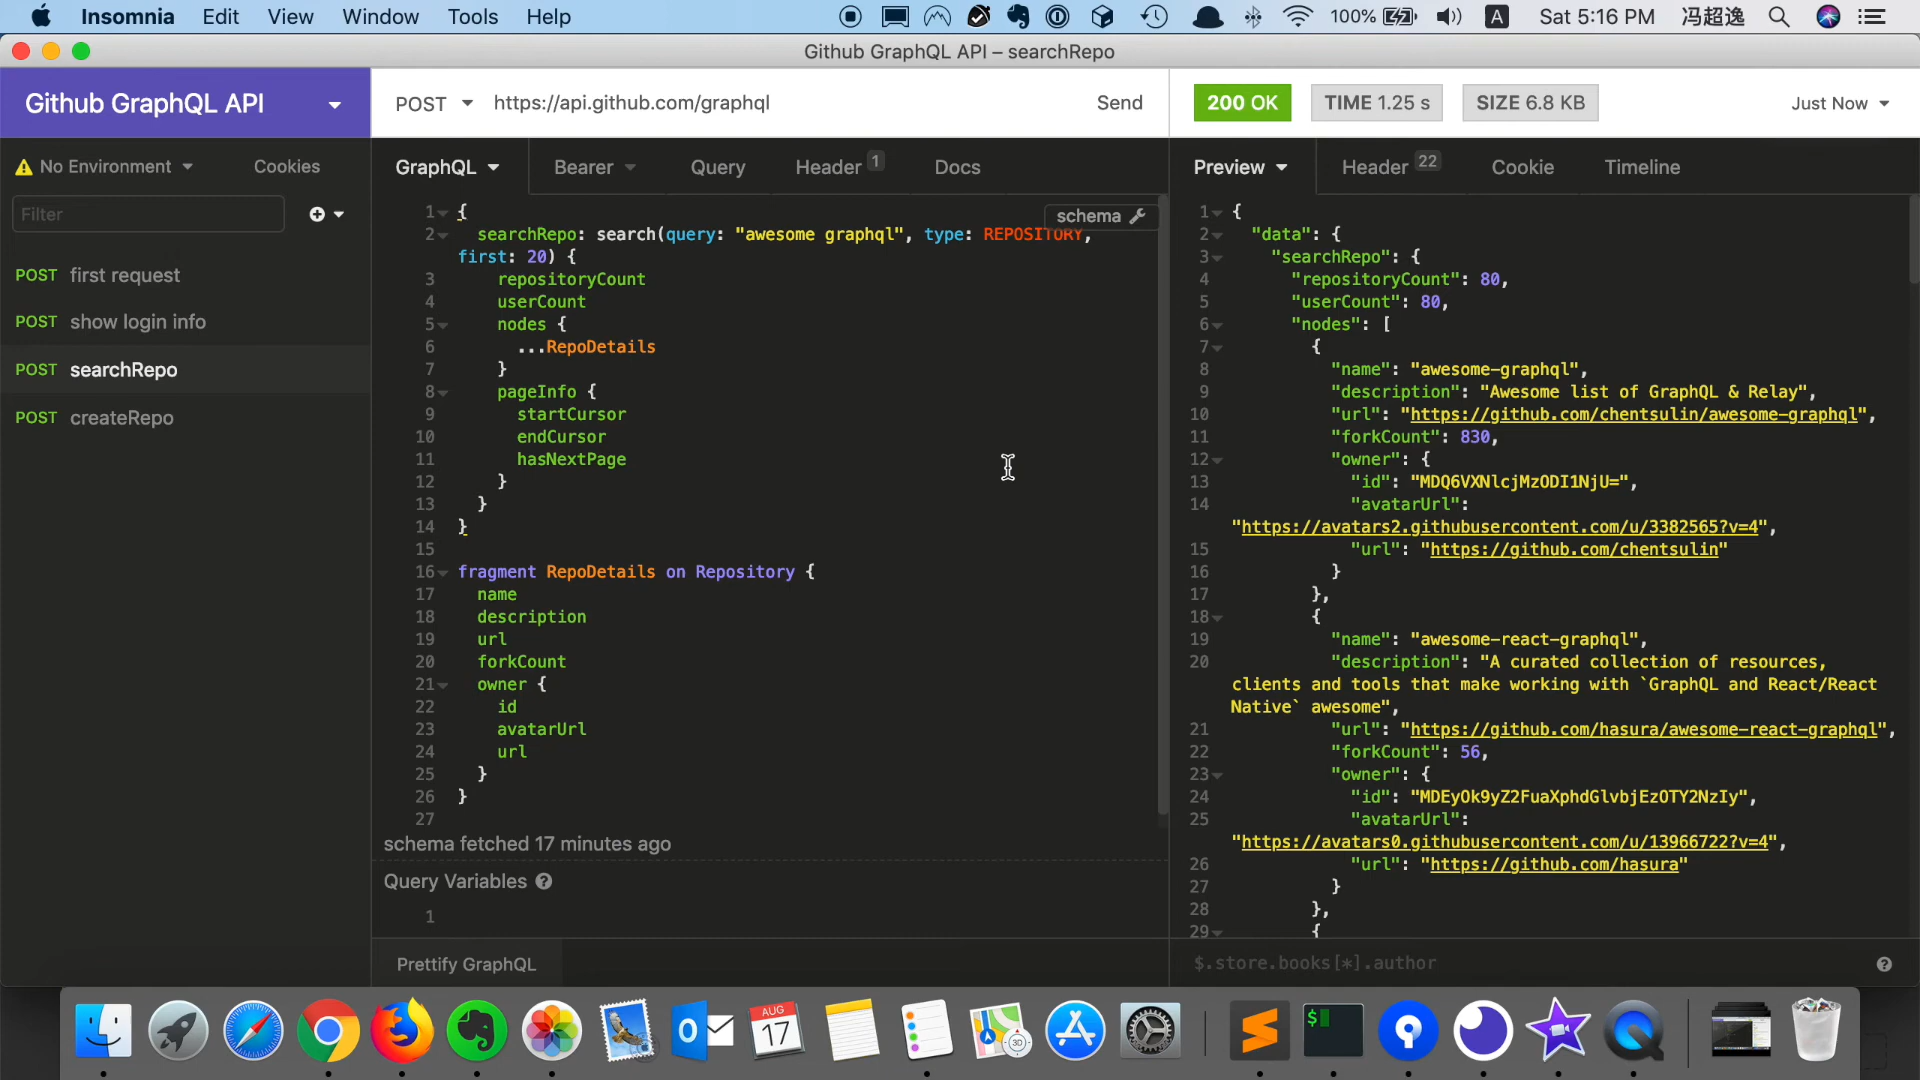 Insomnia Edit View Window Tools Help 100% A Sat 5:16 PM 冯超逸
Github GraphQL API – searchRepo
Github GraphQL API
POST https://api.github.com/graphql Send
200 OK TIME 1.25 s SIZE 6.8 KB Just Now
No Environment Cookies
GraphQL Bearer Query Header 1 Docs
Preview Header 22 Cookie Timeline
Filter
POST first request
POST show login info
POST searchRepo
POST createRepo
schema
1 {
2 searchRepo: search(query: "awesome graphql", type: REPOSITORY,
first: 20) {
3 repositoryCount
4 userCount
5 nodes {
6 ...RepoDetails
7 }
8 pageInfo {
9 startCursor
10 endCursor
11 hasNextPage
12 }
13 }
14 }
15
16 fragment RepoDetails on Repository {
17 name
18 description
19 url
20 forkCount
21 owner {
22 id
23 avatarUrl
24 url
25 }
26 }
27
schema fetched 17 minutes ago
Query Variables ?
1
Prettify GraphQL
1 {
2 "data": {
3 "searchRepo": {
4 "repositoryCount": 80,
5 "userCount": 80,
6 "nodes": [
7 {
8 "name": "awesome-graphql",
9 "description": "Awesome list of GraphQL & Relay",
10 "url": "https://github.com/chentsulin/awesome-graphql",
11 "forkCount": 830,
12 "owner": {
13 "id": "MDQ6VXNlcjMzODI1NjU=",
14 "avatarUrl":
"https://avatars2.githubusercontent.com/u/3382565?v=4",
15 "url": "https://github.com/chentsulin"
16 }
17 },
18 {
19 "name": "awesome-react-graphql",
20 "description": "A curated collection of resources,
clients and tools that make working with `GraphQL and React/React
Native` awesome",
21 "url": "https://github.com/hasura/awesome-react-graphql",
22 "forkCount": 56,
23 "owner": {
24 "id": "MDEyOk9yZ2FuaXphdGlvbjEzOTY2NzIy",
25 "avatarUrl":
"https://avatars0.githubusercontent.com/u/13966722?v=4",
26 "url": "https://github.com/hasura"
27 }
28 },
29 {
$.store.books[*].author ?
AUG
17
3D
$